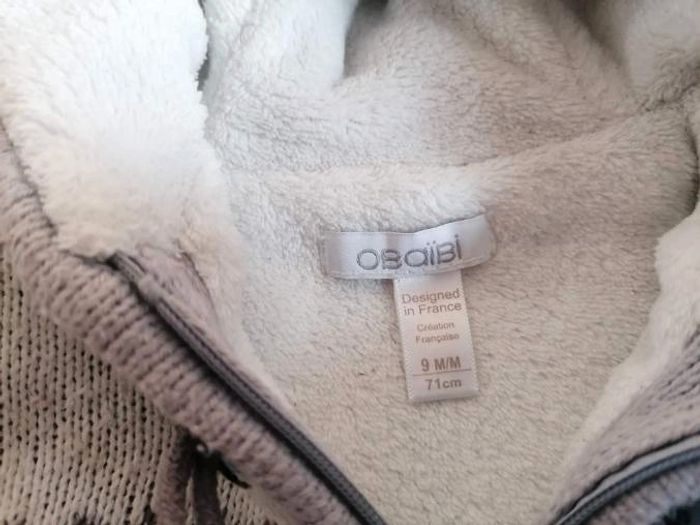 OBaïBi
Designed
in France
Création
Française
9 M/M
71cm